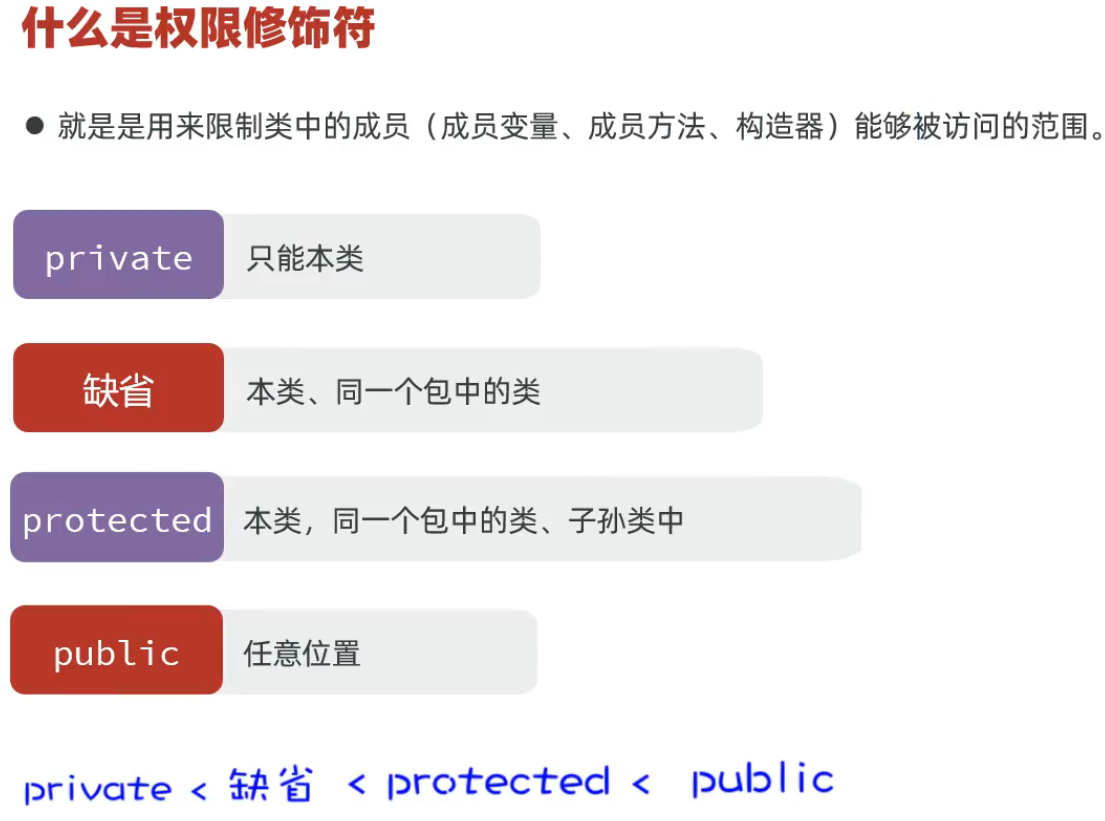 什么是权限修饰符
● 就是是用来限制类中的成员（成员变量、成员方法、构造器）能够被访问的范围。
private 只能本类
缺省 本类、同一个包中的类
protected 本类，同一个包中的类、子孙类中
public 任意位置
private < 缺省 < protected < public